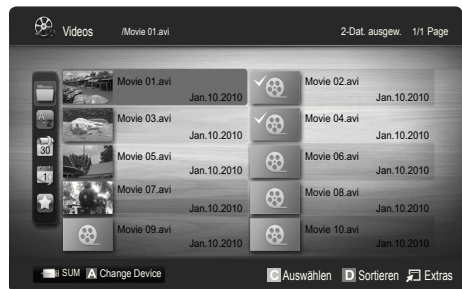 Videos /Movie 01.avi 2-Dat. ausgew. 1/1 Page
Movie 01.avi
Jan.10.2010
Movie 02.avi
Jan.10.2010
Movie 03.avi
Jan.10.2010
Movie 04.avi
Jan.10.2010
Movie 05.avi
Jan.10.2010
Movie 06.avi
Jan.10.2010
Movie 07.avi
Jan.10.2010
Movie 08.avi
Jan.10.2010
Movie 09.avi
Jan.10.2010
Movie 10.avi
Jan.10.2010
30
SUM A Change Device C Auswählen D Sortieren Extras